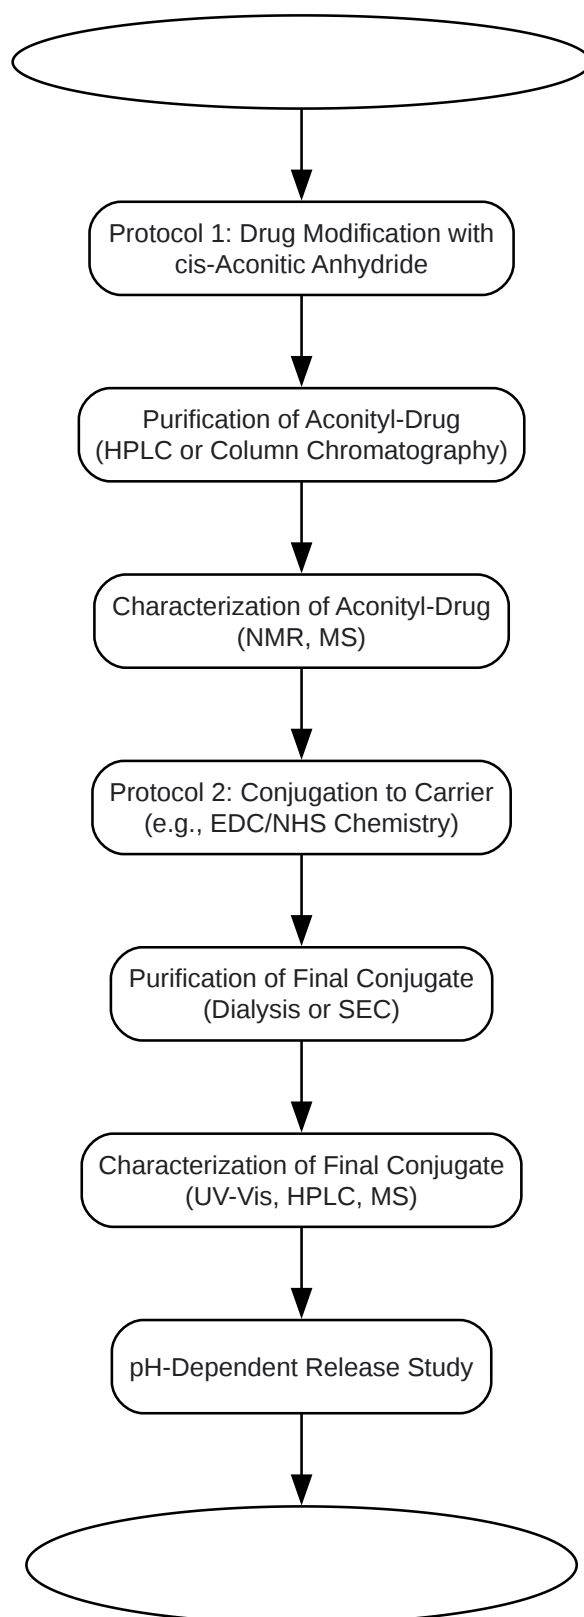 Protocol 1: Drug Modification with
cis-Aconitic Anhydride
Purification of Aconityl-Drug
(HPLC or Column Chromatography)
Characterization of Aconityl-Drug
(NMR, MS)
Protocol 2: Conjugation to Carrier
(e.g., EDC/NHS Chemistry)
Purification of Final Conjugate
(Dialysis or SEC)
Characterization of Final Conjugate
(UV-Vis, HPLC, MS)
pH-Dependent Release Study